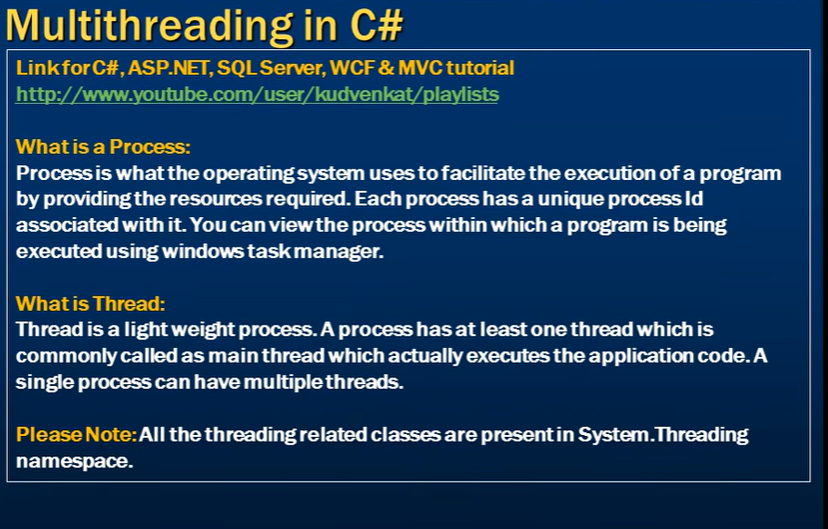 Multithreading in C#
Link for C#, ASP.NET, SQL Server, WCF & MVC tutorial
http://www.youtube.com/user/kudvenkat/playlists
What is a Process:
Process is what the operating system uses to facilitate the execution of a program
by providing the resources required. Each process has a unique process Id
associated with it. You can view the process within which a program is being
executed using windows task manager.
What is Thread:
Thread is a light weight process. A process has at least one thread which is
commonly called as main thread which actually executes the application code. A
single process can have multiple threads.
Please Note: All the threading related classes are present in System.Threading
namespace.